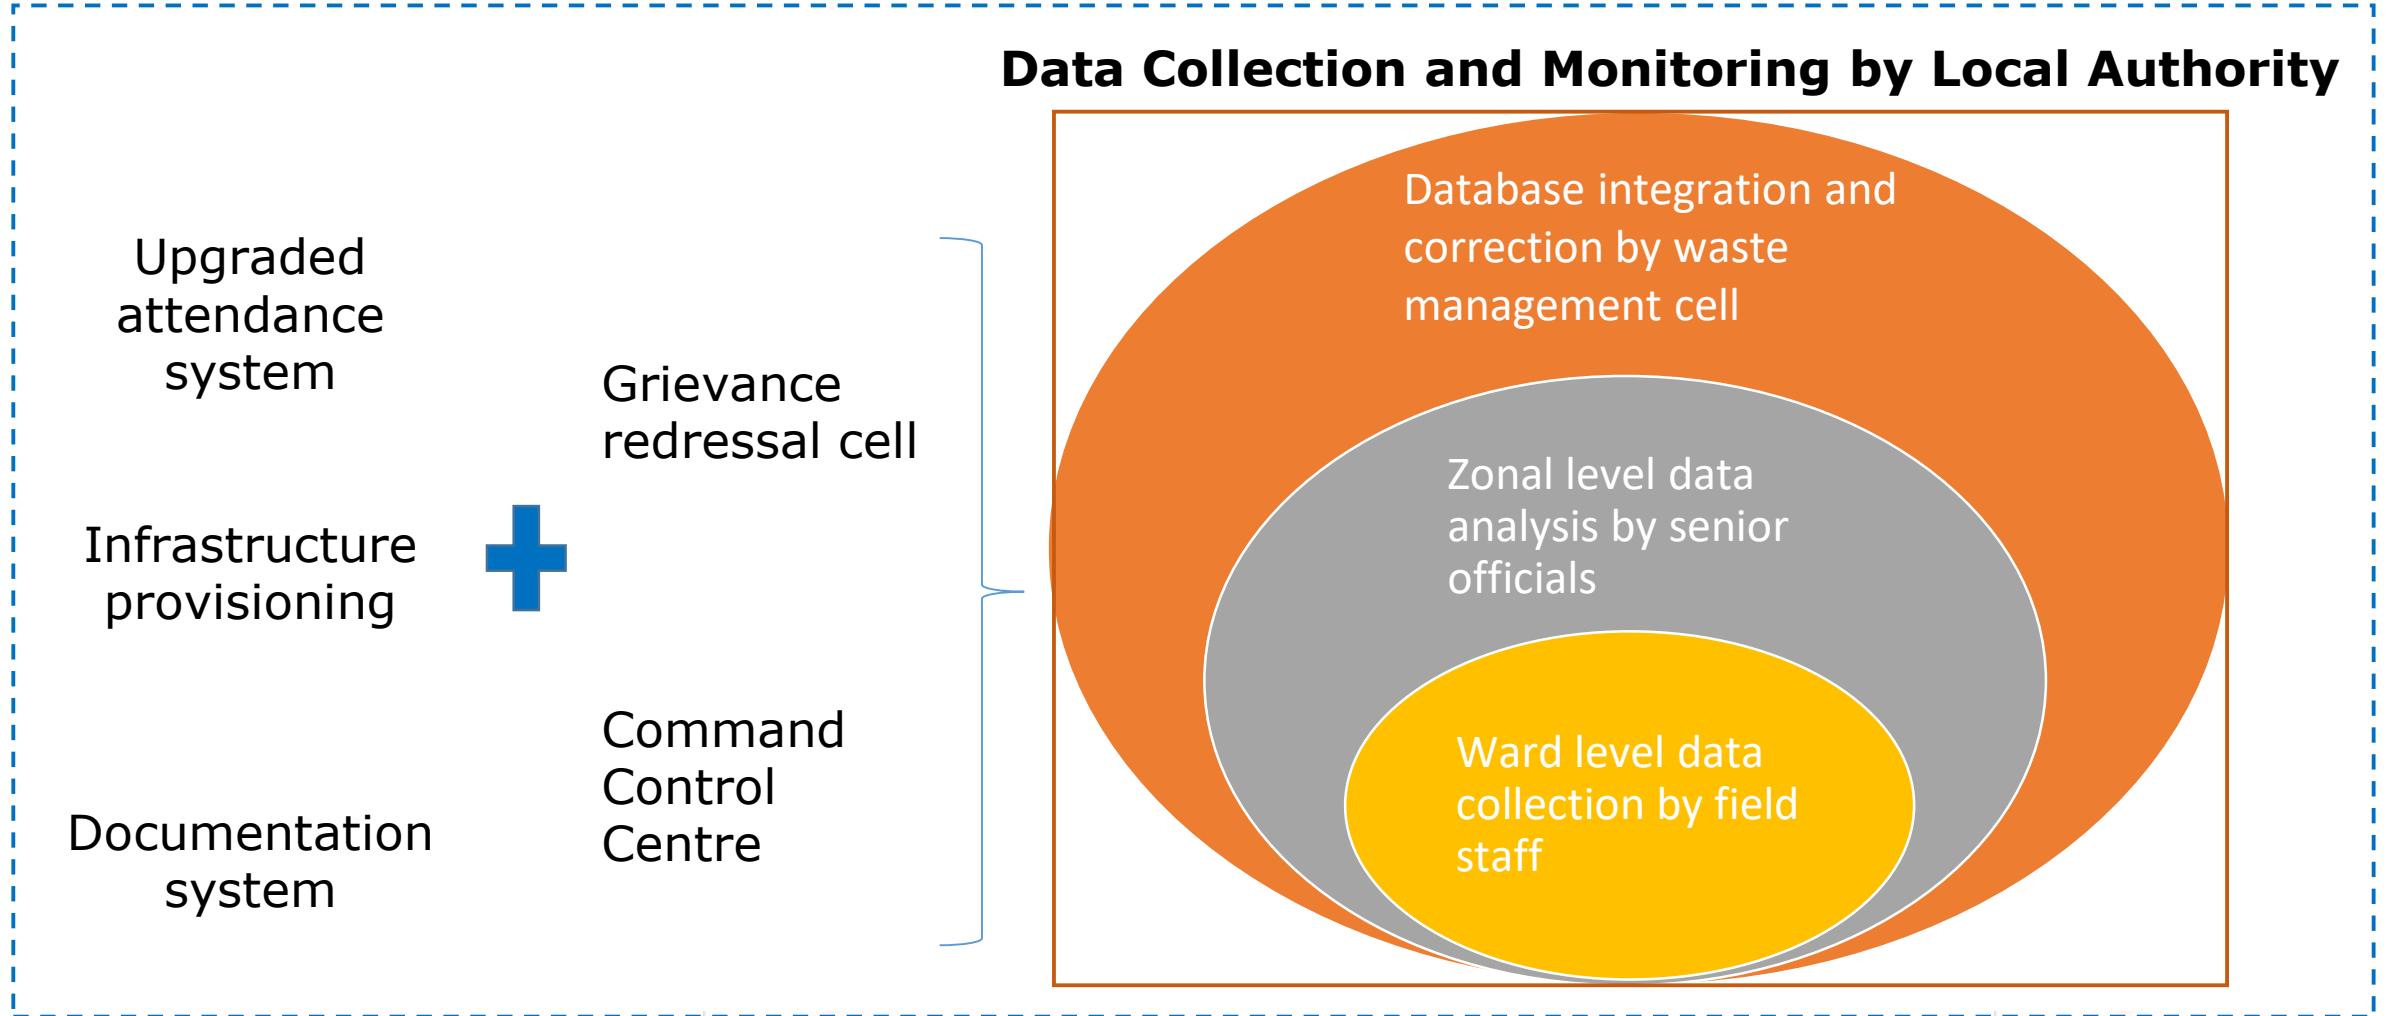 Data Collection and Monitoring by Local Authority
Upgraded
attendance
system
Infrastructure
provisioning
Documentation
system
Grievance
redressal cell
Command
Control
Centre
Database integration and
correction by waste
management cell
Zonal level data
analysis by senior
officials
Ward level data
collection by field
staff